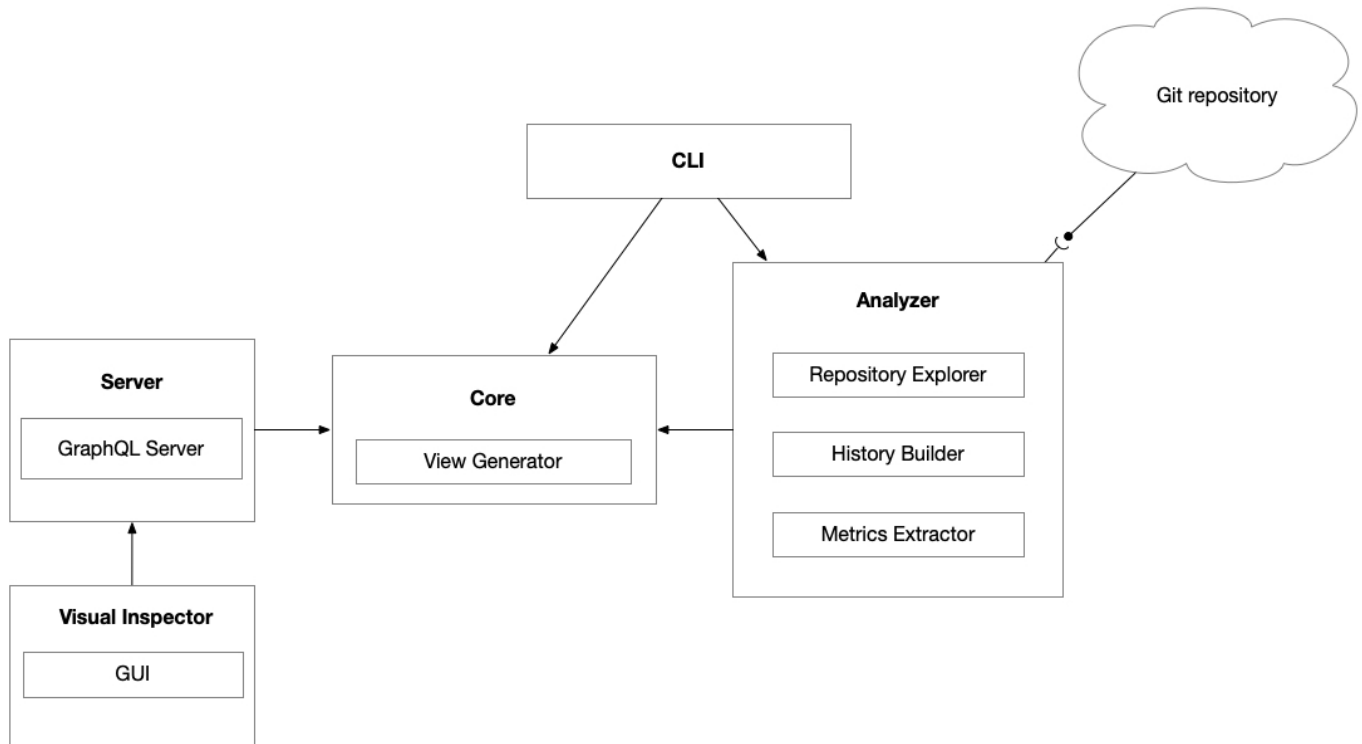 Git repository
CLI
Analyzer
Repository Explorer
History Builder
Metrics Extractor
Core
View Generator
Server
GraphQL Server
Visual Inspector
GUI